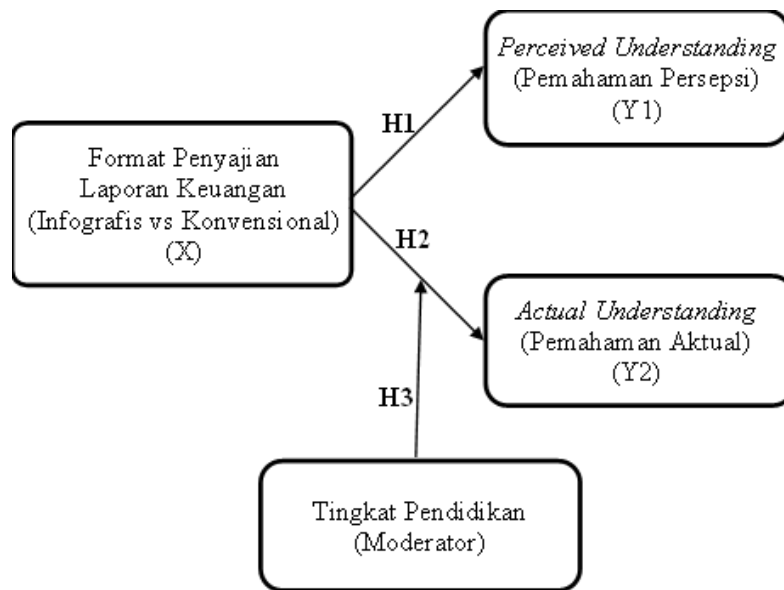 Perceived Understanding
(Pemahaman Persepsi)
(Y1)
H1
Format Penyajian
Laporan Keuangan
(Infografis vs Konvensional)
(X)
H2
Actual Understanding
(Pemahaman Aktual)
(Y2)
H3
Tingkat Pendidikan
(Moderator)